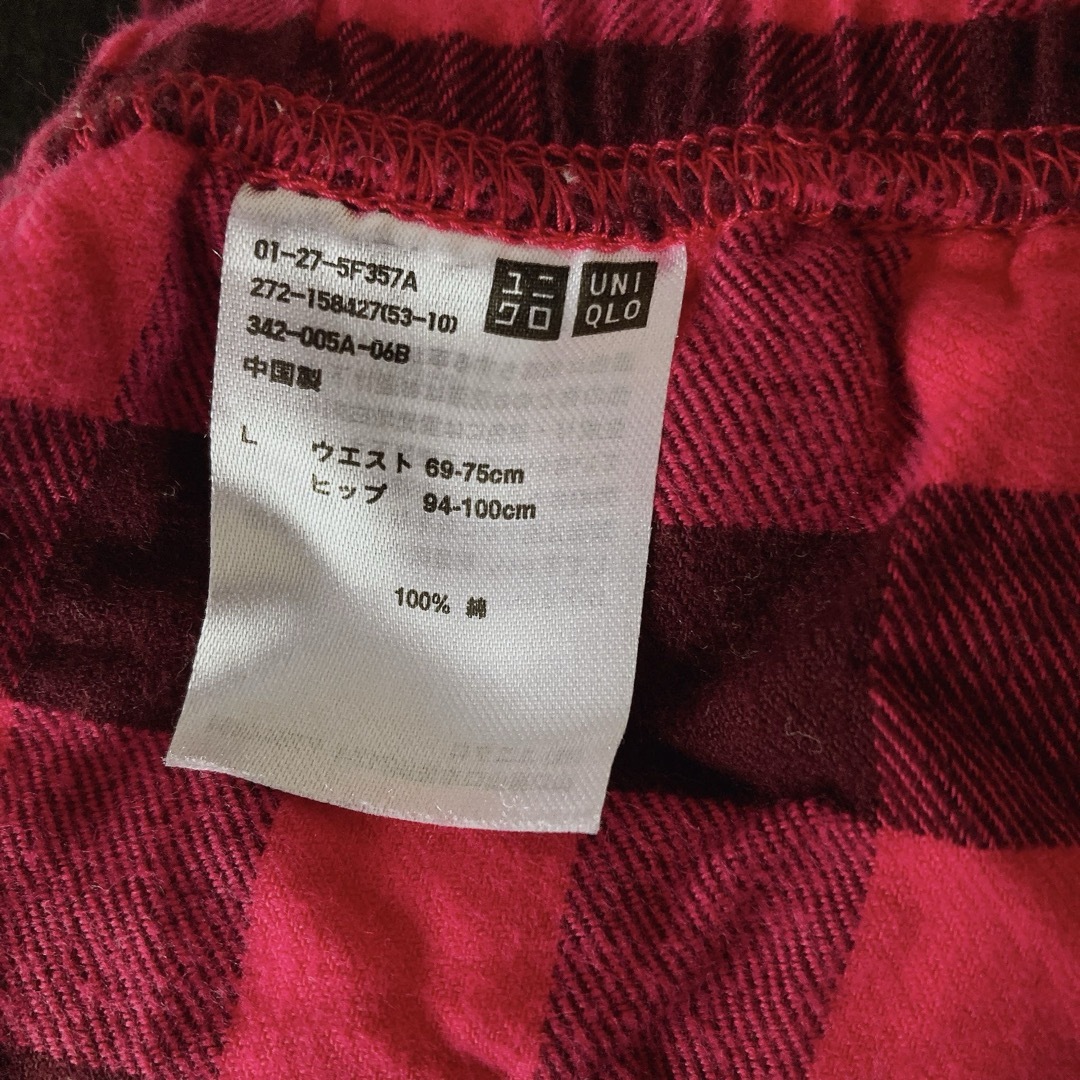 01-27-5F357A
272-158427(53-10)
342-005A-06B
中国製
ユニ
クロ
UNI
QLO
L
ウエスト 69-75cm
ヒップ 94-100cm
100% 綿